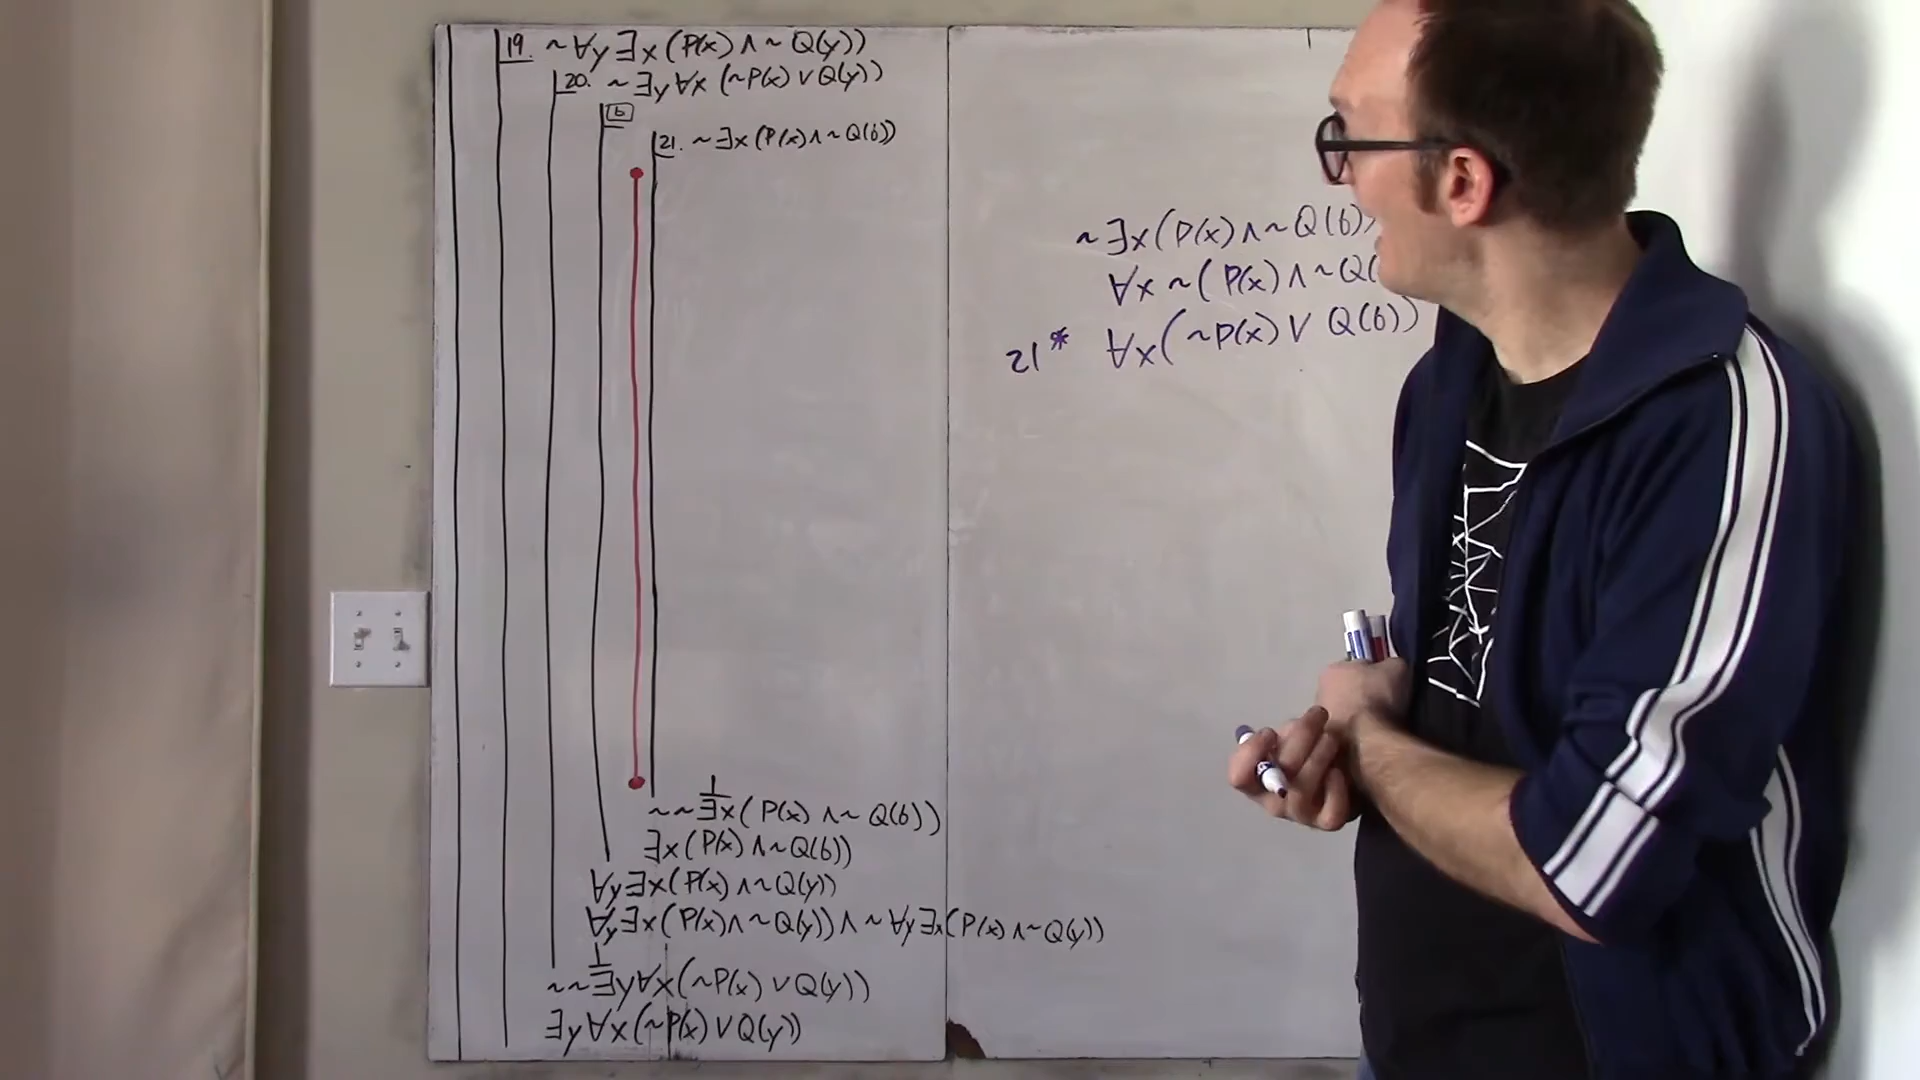 19. ~∀y∃x(P(x)∧~Q(y))
20. ~∃y∀x(~P(x)∨Q(y))
b
21. ~∃x(P(x)∧~Q(b))
⊥
~~∃x(P(x)∧~Q(b))
∃x(P(x)∧~Q(b))
∀y∃x(P(x)∧~Q(y))
∀y∃x(P(x)∧~Q(y))∧~∀y∃x(P(x)∧~Q(y))
⊥
~~∃y∀x(~P(x)∨Q(y))
∃y∀x(~P(x)∨Q(y))
~∃x(P(x)∧~Q(b)
∀x~(P(x)∧~Q(
21* ∀x(~P(x)∨Q(b))